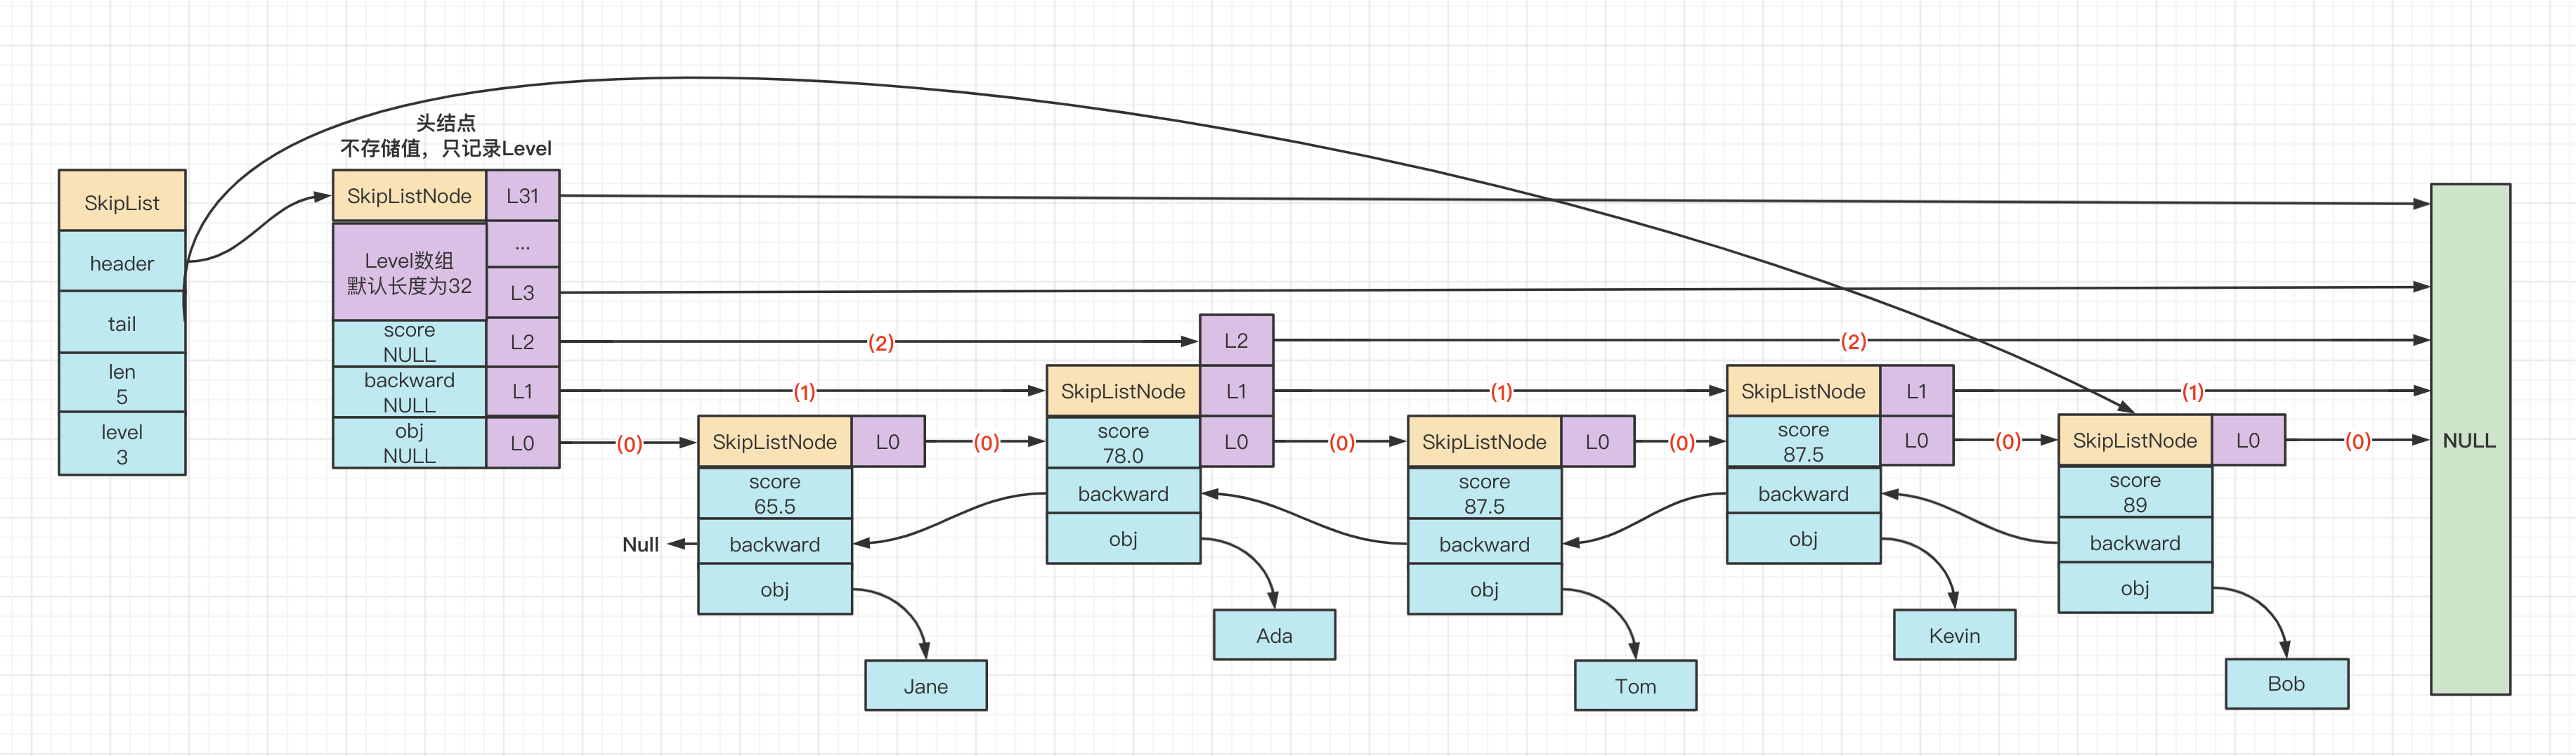 头结点
不存储值，只记录Level
SkipList
header
tail
len
5
level
3
SkipListNode
L31
Level数组
默认长度为32
...
L3
score
NULL
L2
backward
NULL
L1
obj
NULL
L0
(2)
(1)
(0)
SkipListNode
L0
score
65.5
backward
Null
obj
Jane
(0)
L2
SkipListNode
L1
score
78.0
L0
backward
obj
Ada
(2)
(1)
(0)
SkipListNode
L0
score
87.5
backward
obj
Tom
(0)
SkipListNode
L1
score
87.5
L0
backward
obj
Kevin
(1)
(0)
SkipListNode
L0
score
89
backward
obj
Bob
(0)
NULL